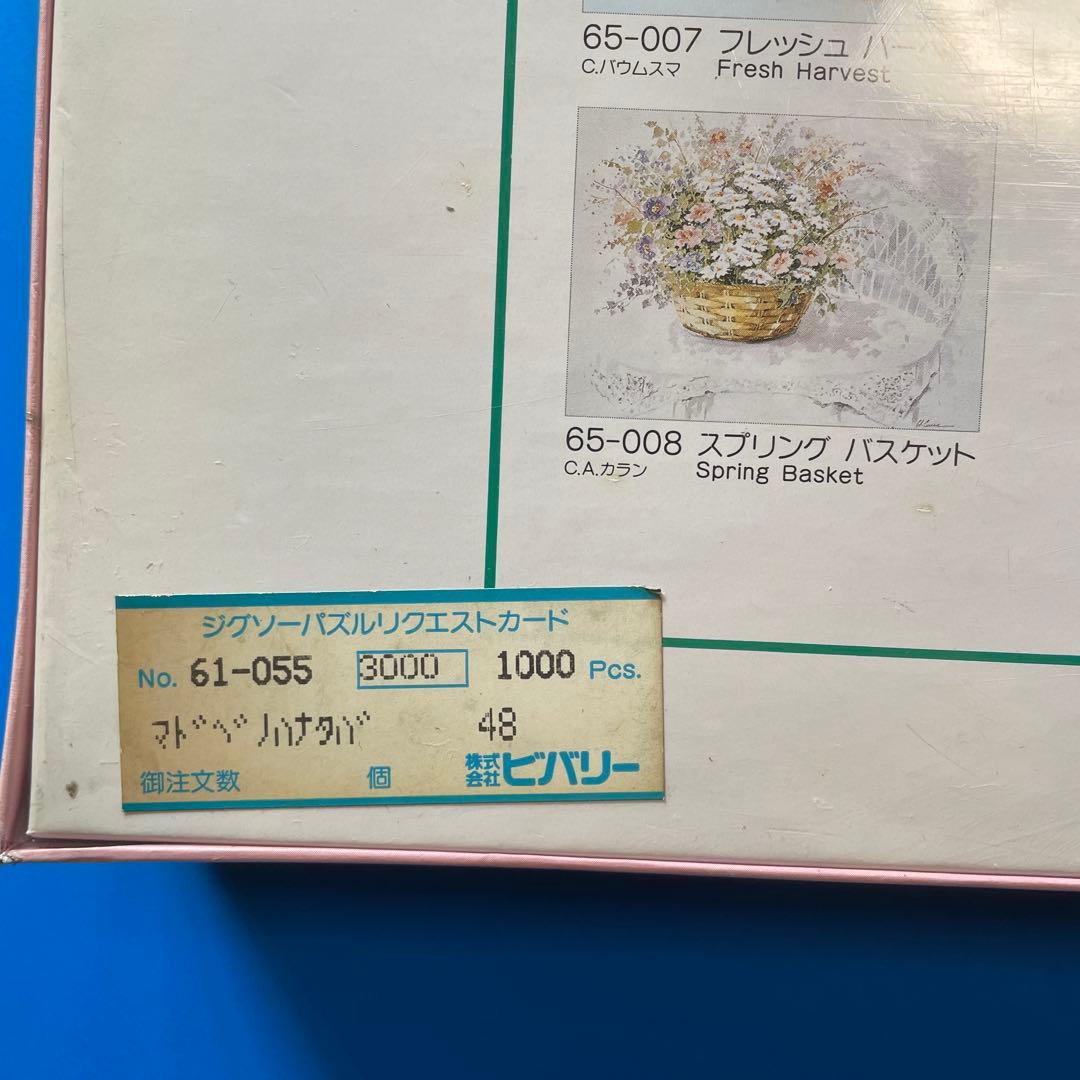 65-007 フレッシュ ハー
C.バウムスマ Fresh Harvest
65-008 スプリング バスケット
C.A.カラン Spring Basket
ジグソーパズルリクエストカード
No. 61-055 3000 1000 Pcs.
マドベノハナタバ 48
御注文数 個 株式会社ビバリー